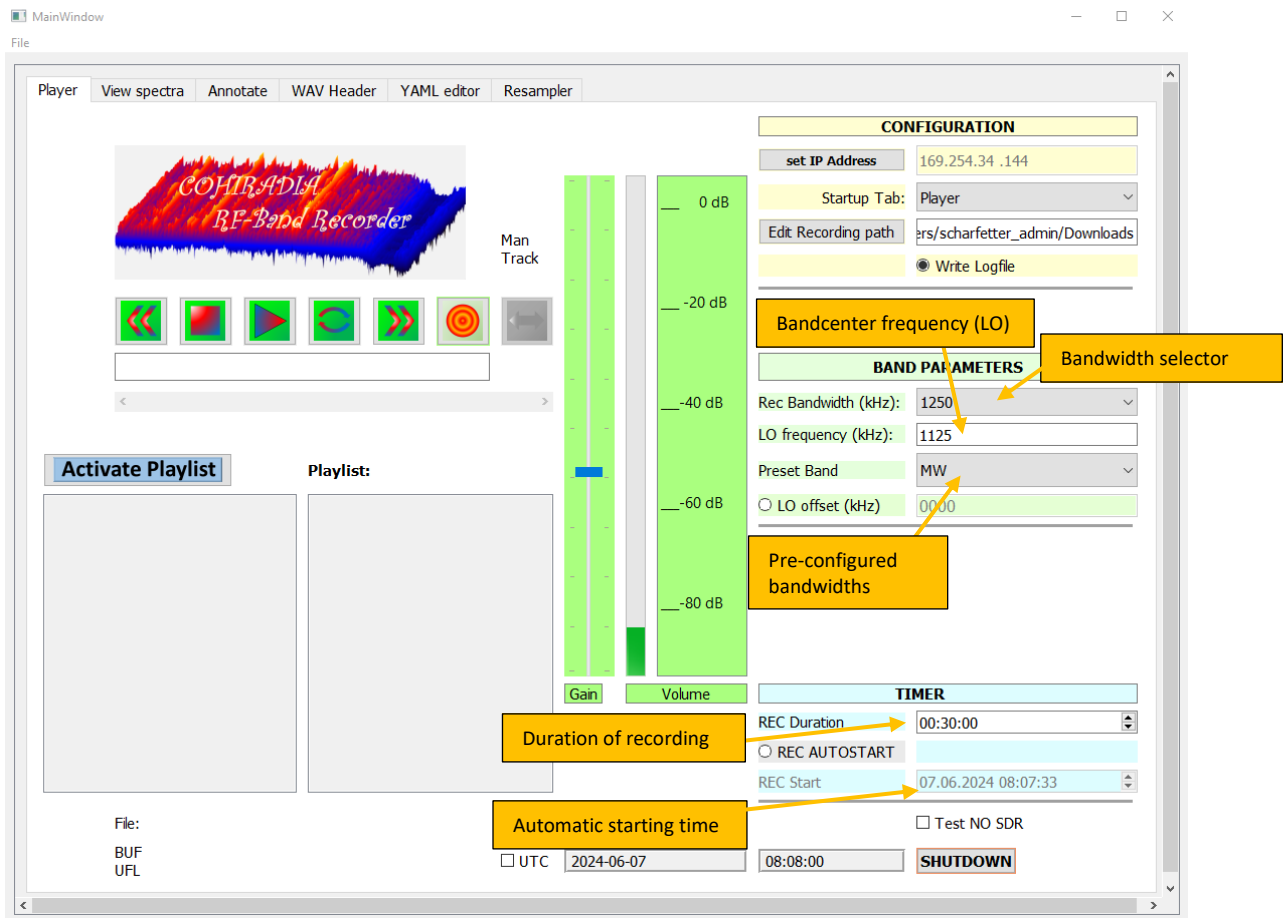 MainWindow
File
Player
View spectra
Annotate
WAV Header
YAML editor
Resampler
COHIRADIA
RF-Band Recorder
Man
Track
Activate Playlist
Playlist:
0 dB
-20 dB
-40 dB
-60 dB
-80 dB
Gain
Volume
CONFIGURATION
set IP Address
169.254.34 .144
Startup Tab:
Player
Edit Recording path
ers/scharfetter_admin/Downloads
Write Logfile
Bandcenter frequency (LO)
Bandwidth selector
BAND PARAMETERS
Rec Bandwidth (kHz):
1250
LO frequency (kHz):
1125
Preset Band
MW
LO offset (kHz)
0000
Pre-configured
bandwidths
TIMER
Duration of recording
REC Duration
00:30:00
REC AUTOSTART
REC Start
07.06.2024 08:07:33
Automatic starting time
Test NO SDR
File:
BUF
UFL
UTC
2024-06-07
08:08:00
SHUTDOWN